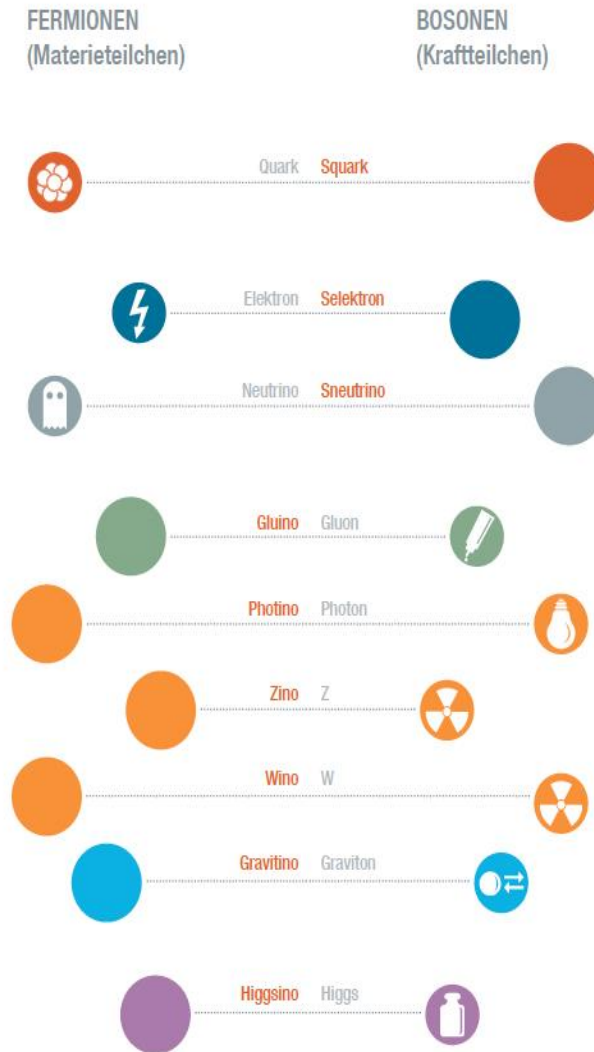 FERMIONEN
(Materieteilchen)
BOSONEN
(Kraftteilchen)
Quark Squark
Elektron Selektron
Neutrino Sneutrino
Gluino Gluon
Photino Photon
Zino Z
Wino W
Gravitino Graviton
Higgsino Higgs